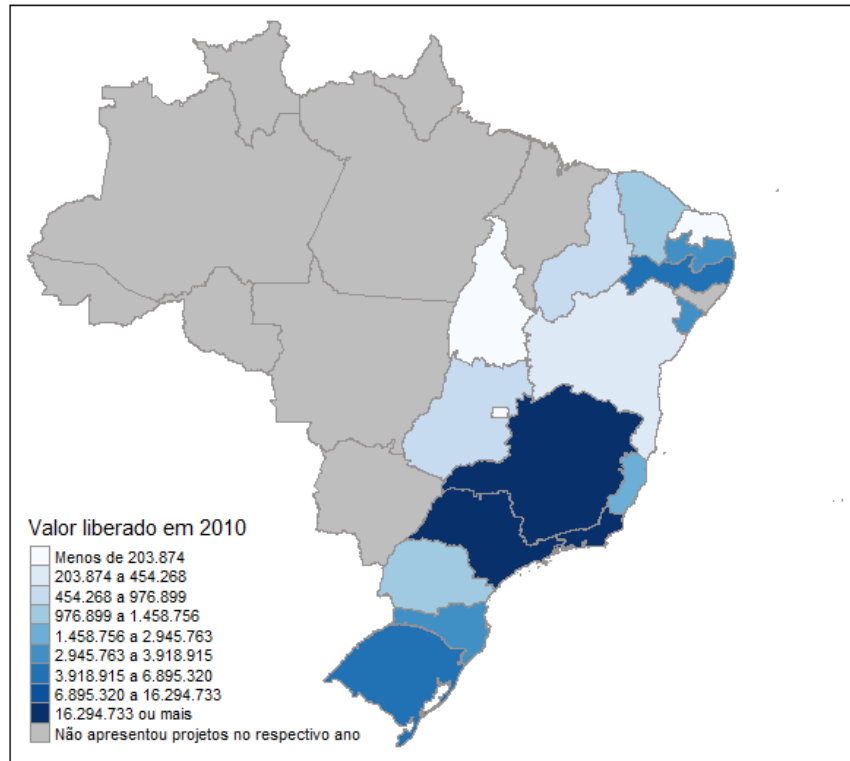 Valor liberado em 2010
Menos de 203.874
203.874 a 454.268
454.268 a 976.899
976.899 a 1.458.756
1.458.756 a 2.945.763
2.945.763 a 3.918.915
3.918.915 a 6.895.320
6.895.320 a 16.294.733
16.294.733 ou mais
Não apresentou projetos no respectivo ano